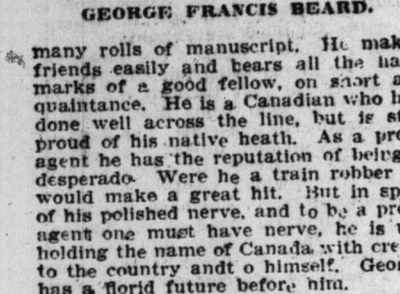 GEORGE FRANCIS BEARD.
many rolls of manuscript. He mak
friends easily and bears all the ha
marks of a good fellow, on short a
quaintance. He is a Canadian who h
done well across the line, but is st
proud of his native heath. As a pre
agent he has the reputation of being
desperado. Were he a train robber
would make a great hit. But in sp
of his polished nerve, and to be a pre
agent one must have nerve, he is u
holding the name of Canada with cre
to the country andt o himself. Geor
has a florid future before him.